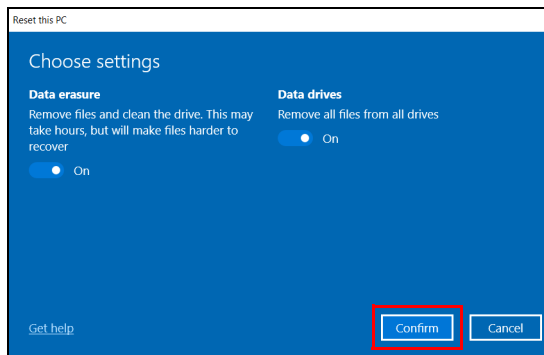 Reset this PC
Choose settings
Data erasure
Remove files and clean the drive. This may
take hours, but will make files harder to
recover
On
Data drives
Remove all files from all drives
On
Get help
Confirm
Cancel